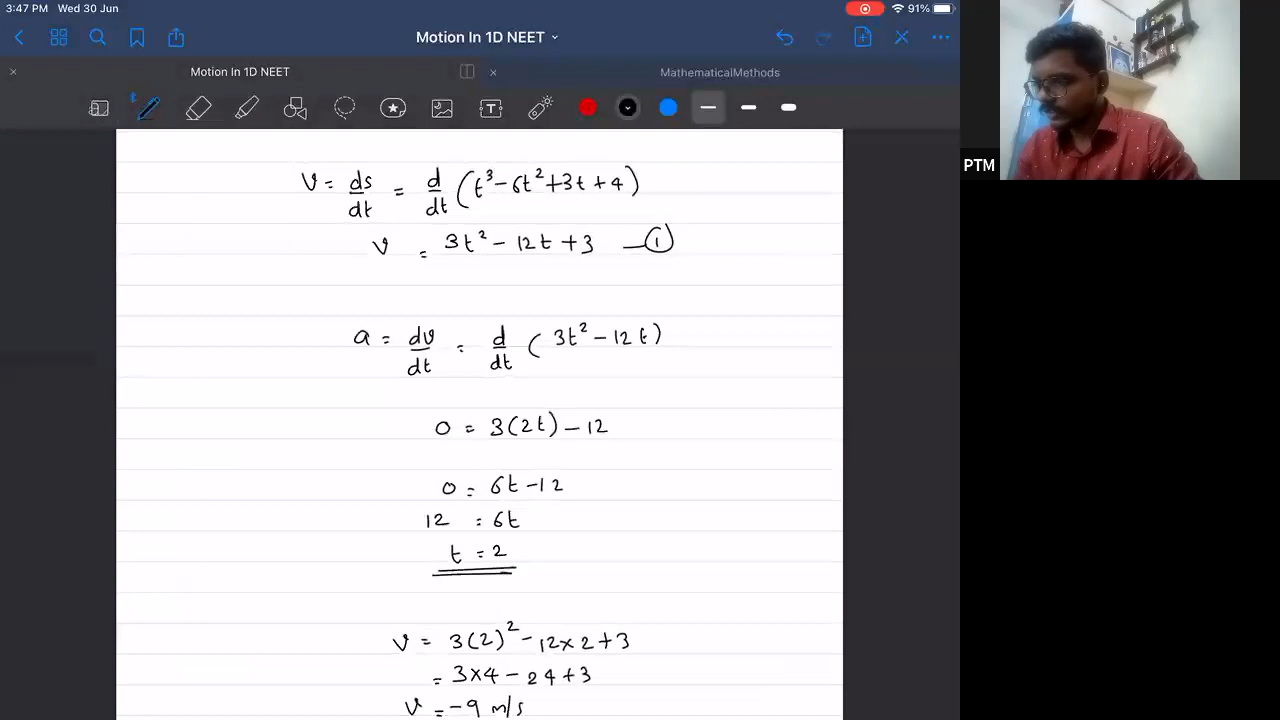 3:47 PM Wed 30 Jun 91%
Motion In 1D NEET
Motion In 1D NEET MathematicalMethods
T
PTM
v = ds/dt = d/dt (t³ - 6t² + 3t + 4)
v = 3t² - 12t + 3 — ①
a = dv/dt = d/dt (3t² - 12t)
0 = 3(2t) - 12
0 = 6t - 12
12 = 6t
t = 2
v = 3(2)² - 12×2 + 3
= 3×4 - 24 + 3
v = -9 m/s